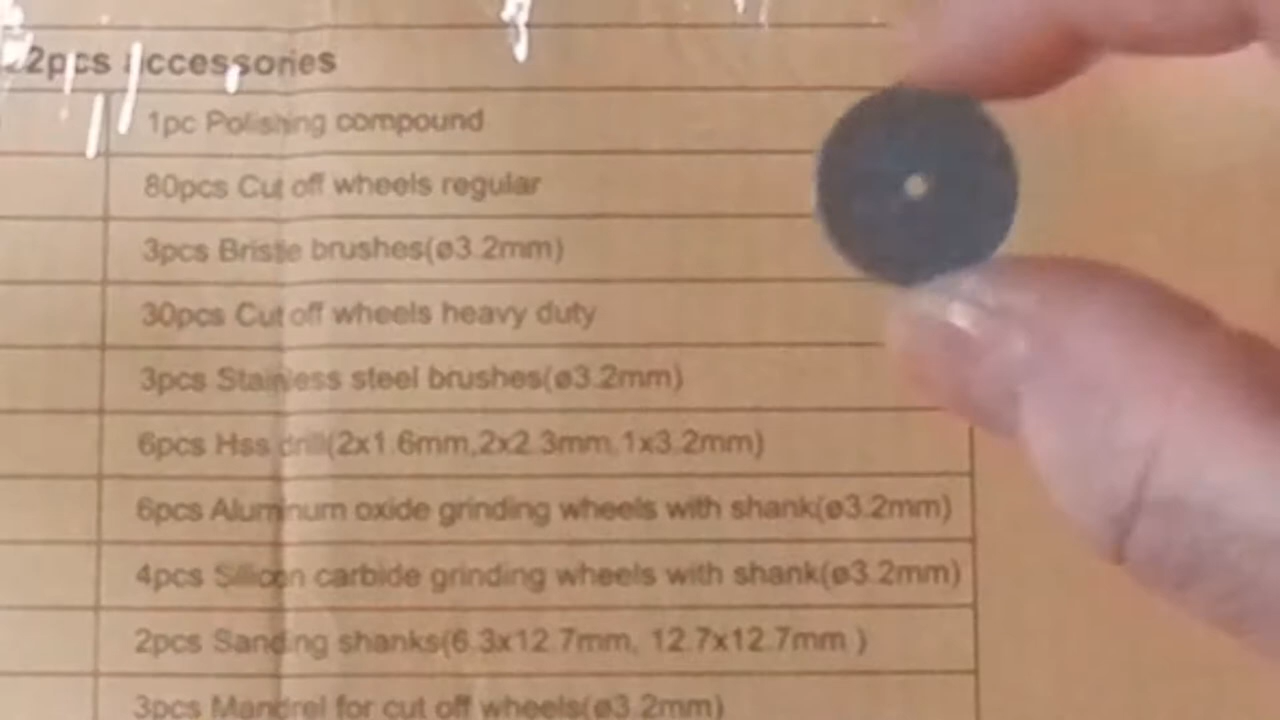 2pcs accessories
1pc Polishing compound
80pcs Cut off wheels regular
3pcs Bristle brushes(ø3.2mm)
30pcs Cut off wheels heavy duty
3pcs Stainless steel brushes(ø3.2mm)
6pcs Hss drill(2x1.6mm,2x2.3mm,1x3.2mm)
6pcs Aluminum oxide grinding wheels with shank(ø3.2mm)
4pcs Sillicon carbide grinding wheels with shank(ø3.2mm)
2pcs Sanding shanks(6.3x12.7mm, 12.7x12.7mm )
3pcs Mandrel for cut off wheels(ø3.2mm)